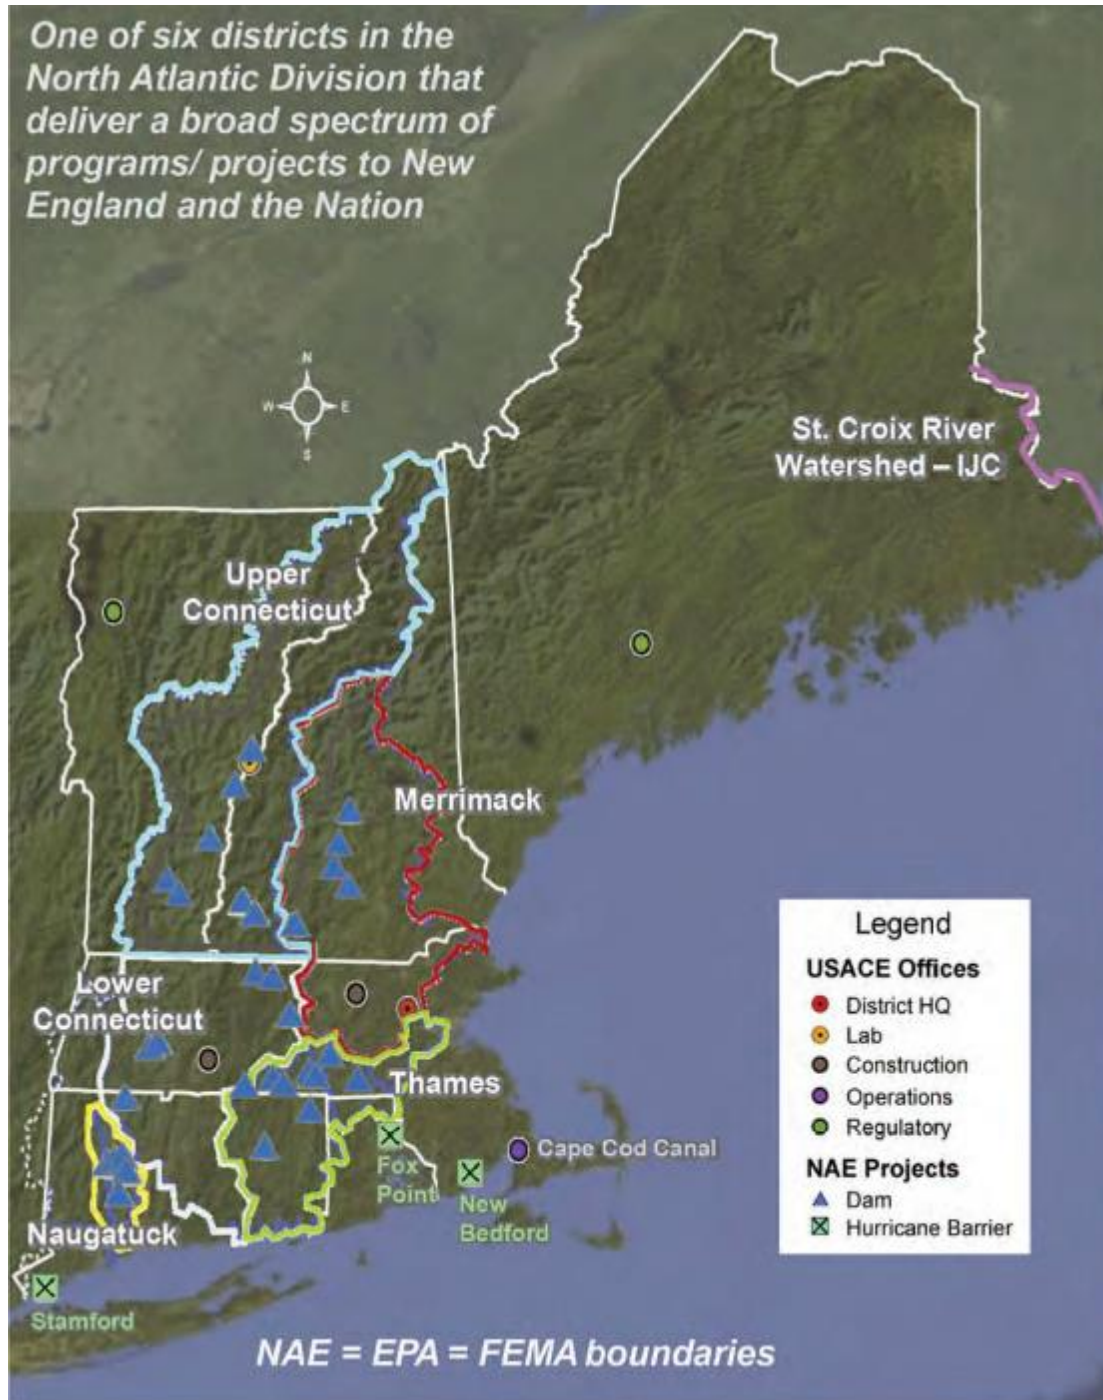 One of six districts in the
North Atlantic Division that
deliver a broad spectrum of
programs/ projects to New
England and the Nation
N
W
E
S
St. Croix River
Watershed – IJC
Upper
Connecticut
Merrimack
Lower
Connecticut
Thames
Cape Cod Canal
Fox
Point
New
Bedford
Naugatuck
Stamford
Legend
USACE Offices
District HQ
Lab
Construction
Operations
Regulatory
NAE Projects
Dam
Hurricane Barrier
NAE = EPA = FEMA boundaries